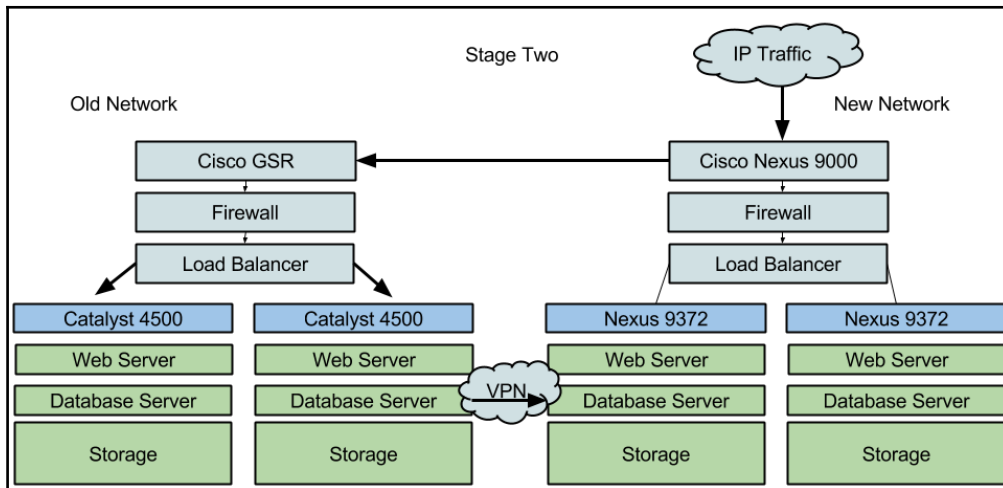 Stage Two
IP Traffic
Old Network
New Network
Cisco GSR
Cisco Nexus 9000
Firewall
Firewall
Load Balancer
Load Balancer
Catalyst 4500
Catalyst 4500
Nexus 9372
Nexus 9372
Web Server
Web Server
Web Server
Web Server
VPN
Database Server
Database Server
Database Server
Database Server
Storage
Storage
Storage
Storage